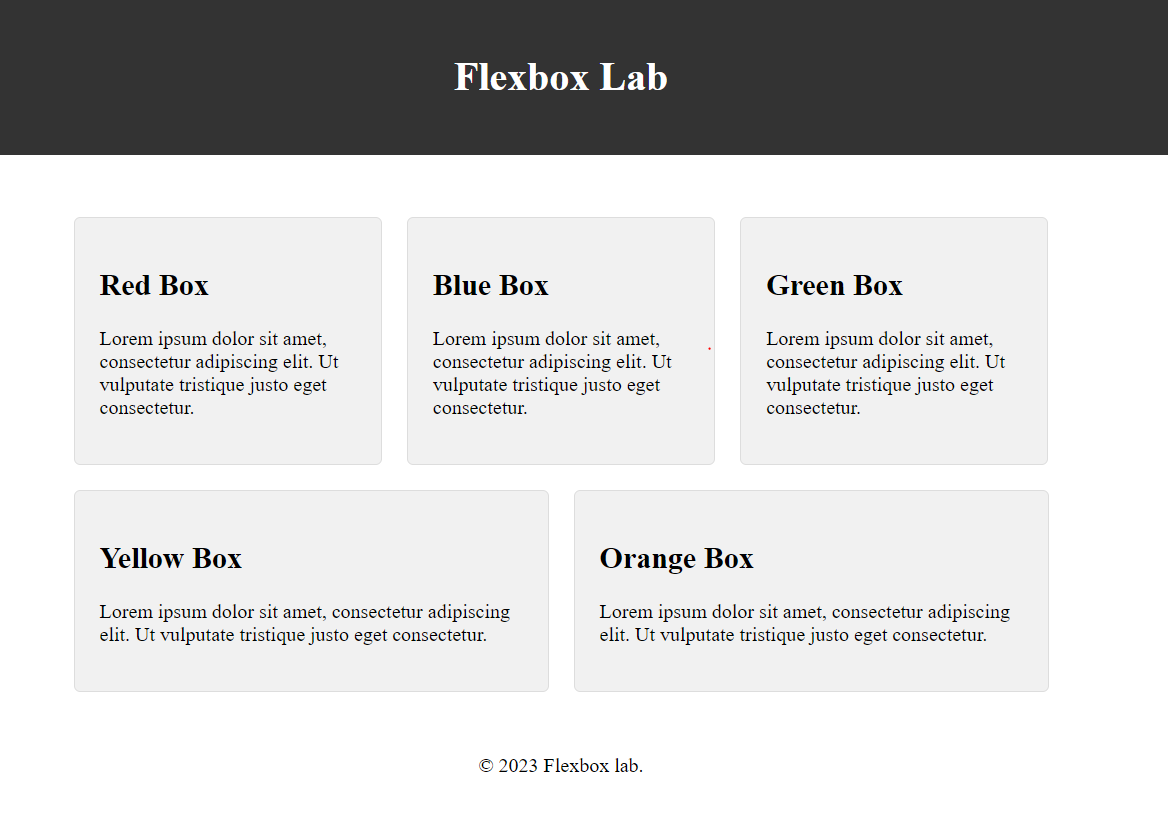 Flexbox Lab
Red Box
Lorem ipsum dolor sit amet,
consectetur adipiscing elit. Ut
vulputate tristique justo eget
consectetur.
Blue Box
Lorem ipsum dolor sit amet,
consectetur adipiscing elit. Ut
vulputate tristique justo eget
consectetur.
Green Box
Lorem ipsum dolor sit amet,
consectetur adipiscing elit. Ut
vulputate tristique justo eget
consectetur.
Yellow Box
Lorem ipsum dolor sit amet, consectetur adipiscing
elit. Ut vulputate tristique justo eget consectetur.
Orange Box
Lorem ipsum dolor sit amet, consectetur adipiscing
elit. Ut vulputate tristique justo eget consectetur.
© 2023 Flexbox lab.